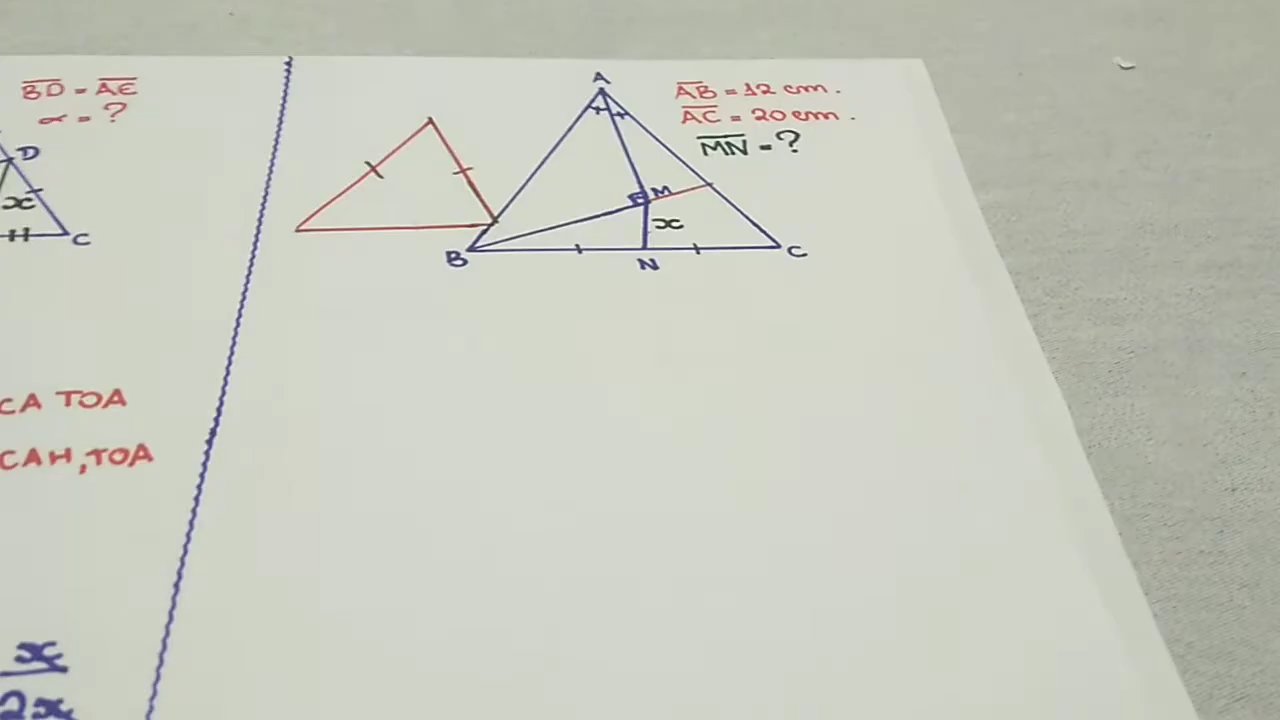 BD = AE
α = ?
D
x
C
CA TOA
CAH, TOA
x
2x
A
AB = 12 cm.
AC = 20 cm.
MN = ?
M
x
B
N
C